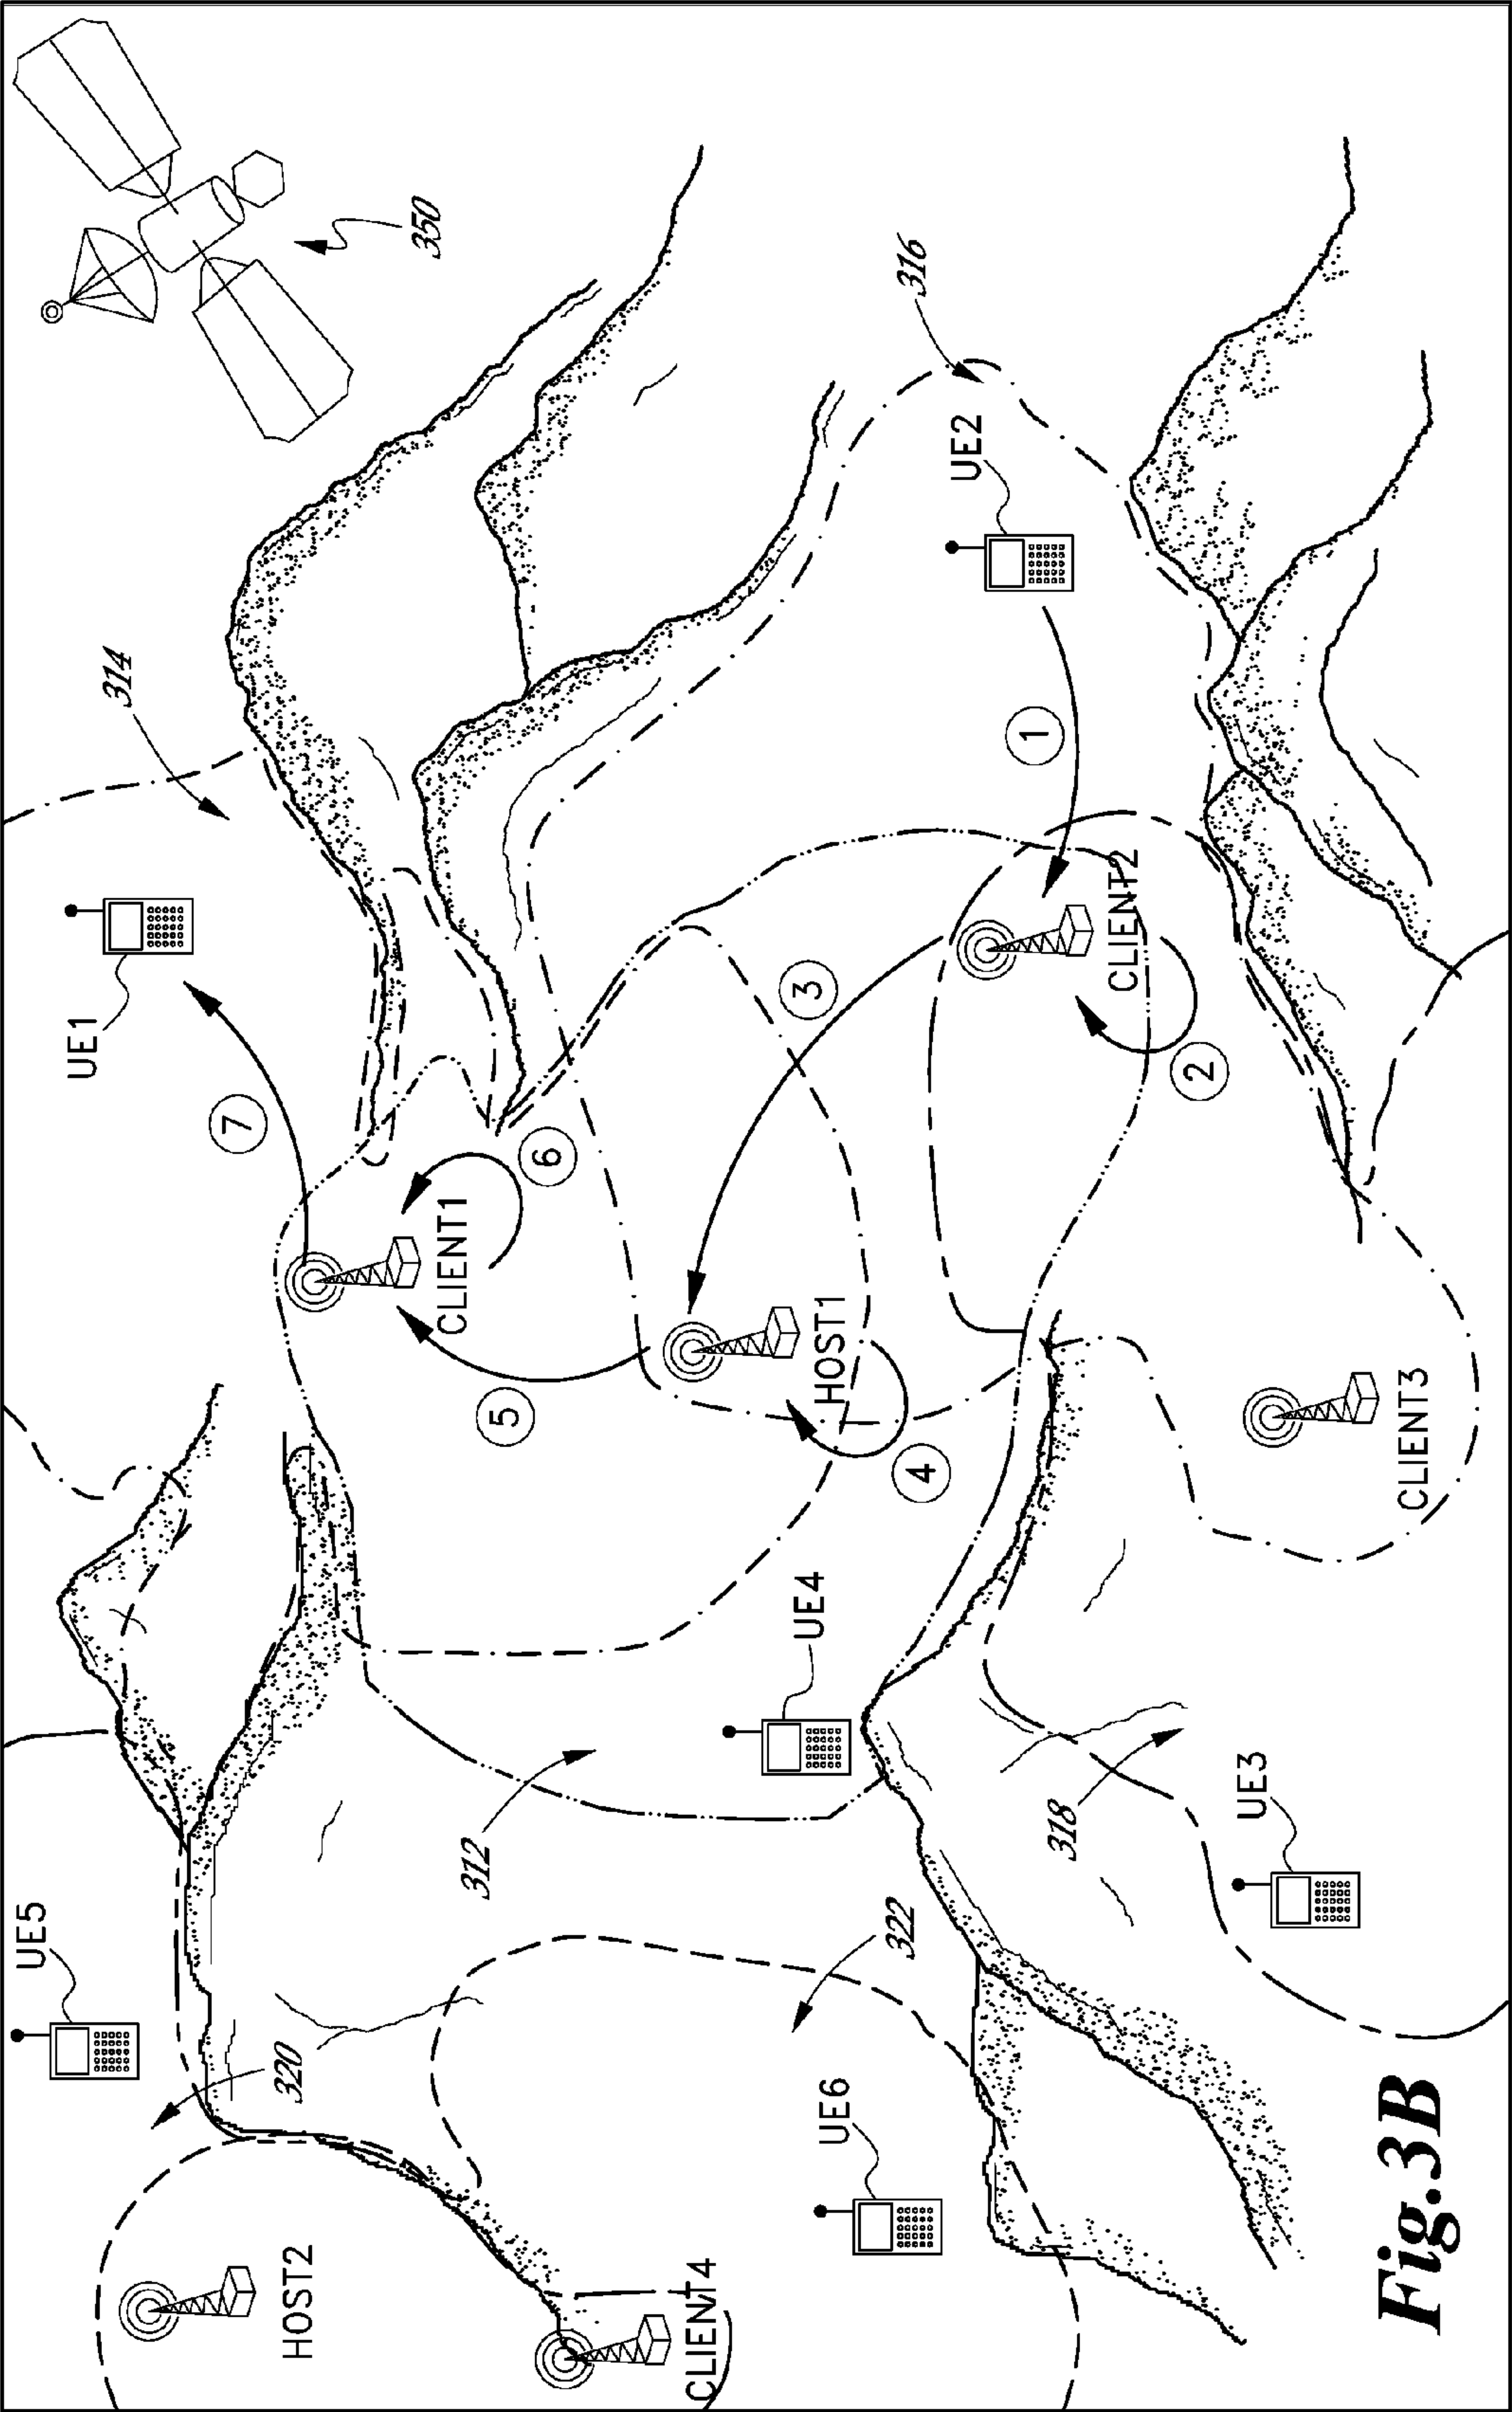 HOST2
320
UE5
314
UE1
350
CLIENT4
312
5
CLIENT1
7
6
UE6
322
UE4
HOST1
4
3
316
UE2
1
CLIENT2
2
318
UE3
CLIENT3
Fig.3B